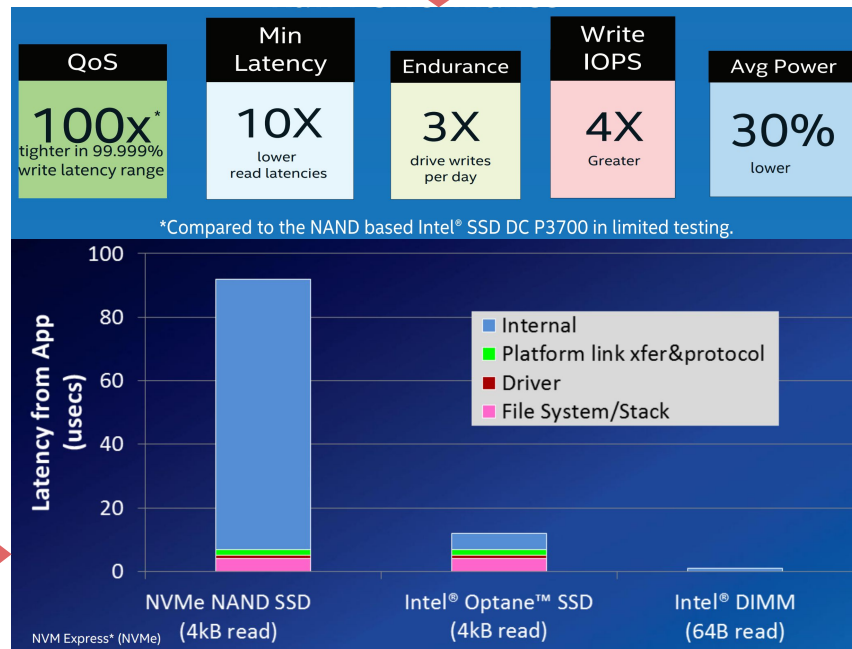 QoS
100x*
tighter in 99.999%
write latency range
Min
Latency
10X
lower
read latencies
Endurance
3X
drive writes
per day
Write
IOPS
4X
Greater
Avg Power
30%
lower
*Compared to the NAND based Intel® SSD DC P3700 in limited testing.
Latency from App
(usecs)
100
80
60
40
20
0
Internal
Platform link xfer&protocol
Driver
File System/Stack
NVMe NAND SSD
(4kB read)
Intel® Optane™ SSD
(4kB read)
Intel® DIMM
(64B read)
NVM Express* (NVMe)